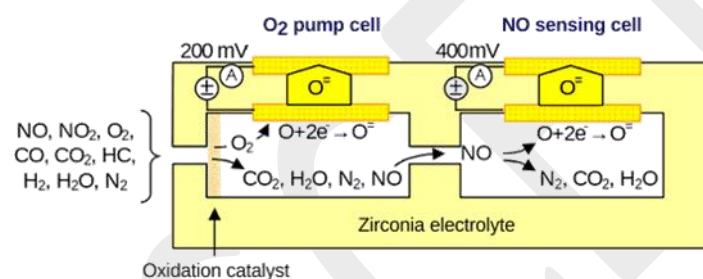 O2 pump cell
NO sensing cell
200 mV
400mV
A
A
±
±
O=
O=
NO, NO2, O2,
CO, CO2, HC,
H2, H2O, N2
O2
O+2e- → O=
CO2, H2O, N2, NO
NO
O+2e- → O=
N2, CO2, H2O
Zirconia electrolyte
Oxidation catalyst